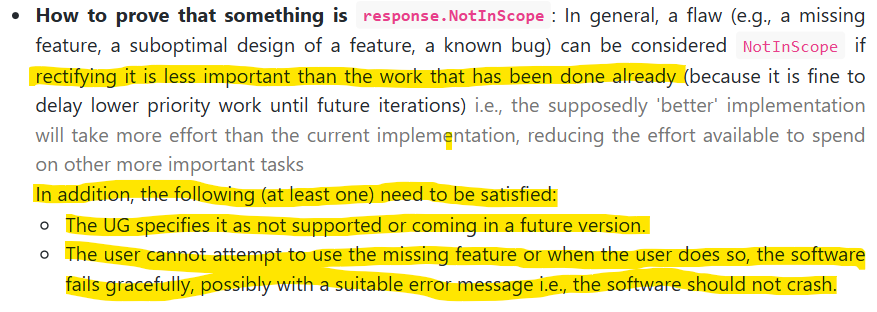 • How to prove that something is response.NotInScope: In general, a flaw (e.g., a missing
feature, a suboptimal design of a feature, a known bug) can be considered NotInScope if
rectifying it is less important than the work that has been done already (because it is fine to
delay lower priority work until future iterations) i.e., the supposedly 'better' implementation
will take more effort than the current implementation, reducing the effort available to spend
on other more important tasks
In addition, the following (at least one) need to be satisfied:
○ The UG specifies it as not supported or coming in a future version.
○ The user cannot attempt to use the missing feature or when the user does so, the software
fails gracefully, possibly with a suitable error message i.e., the software should not crash.